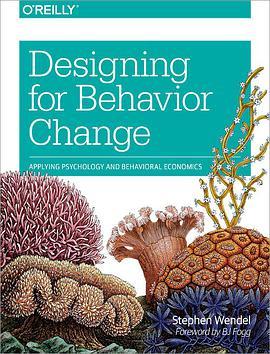 O'REILLY®
Designing
for Behavior
Change
APPLYING PSYCHOLOGY AND BEHAVIORAL ECONOMICS
Stephen Wendel
Foreword by BJ Fogg